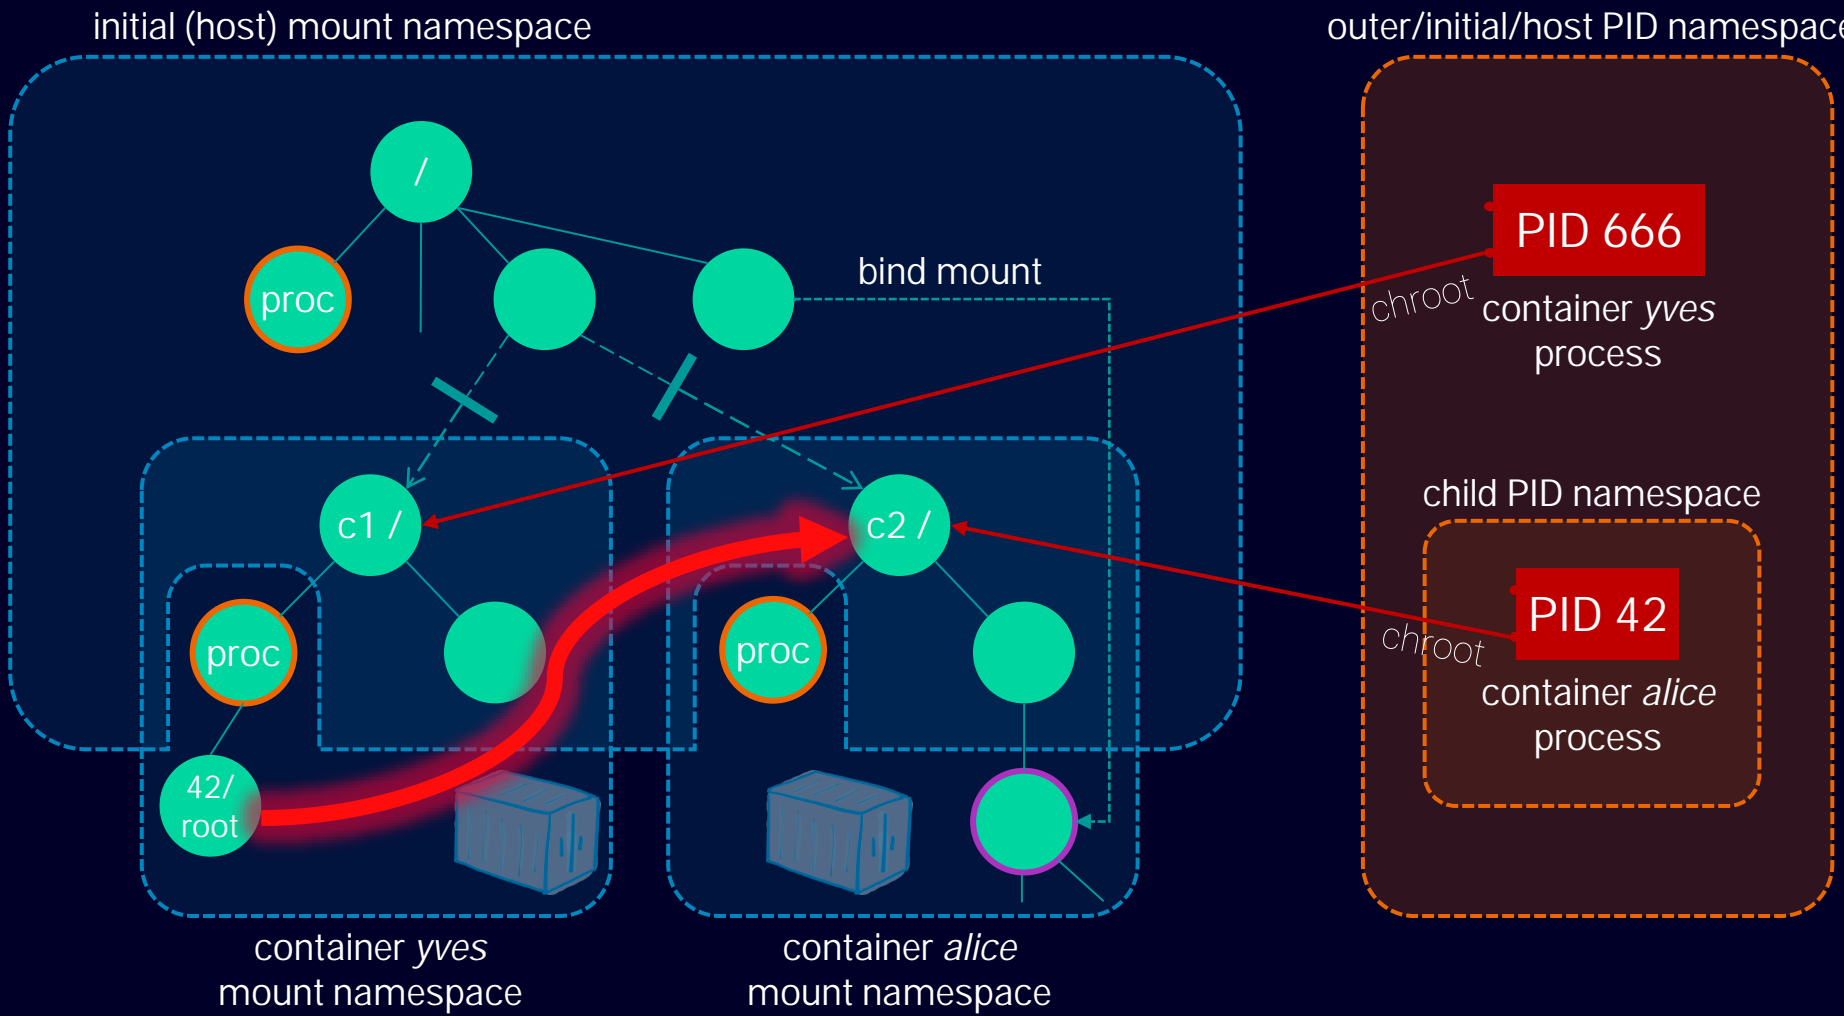 initial (host) mount namespace
outer/initial/host PID namespace
/
proc
bind mount
PID 666
chroot
container yves
process
c1 /
c2 /
child PID namespace
proc
proc
PID 42
chroot
container alice
process
42/
root
container yves
mount namespace
container alice
mount namespace